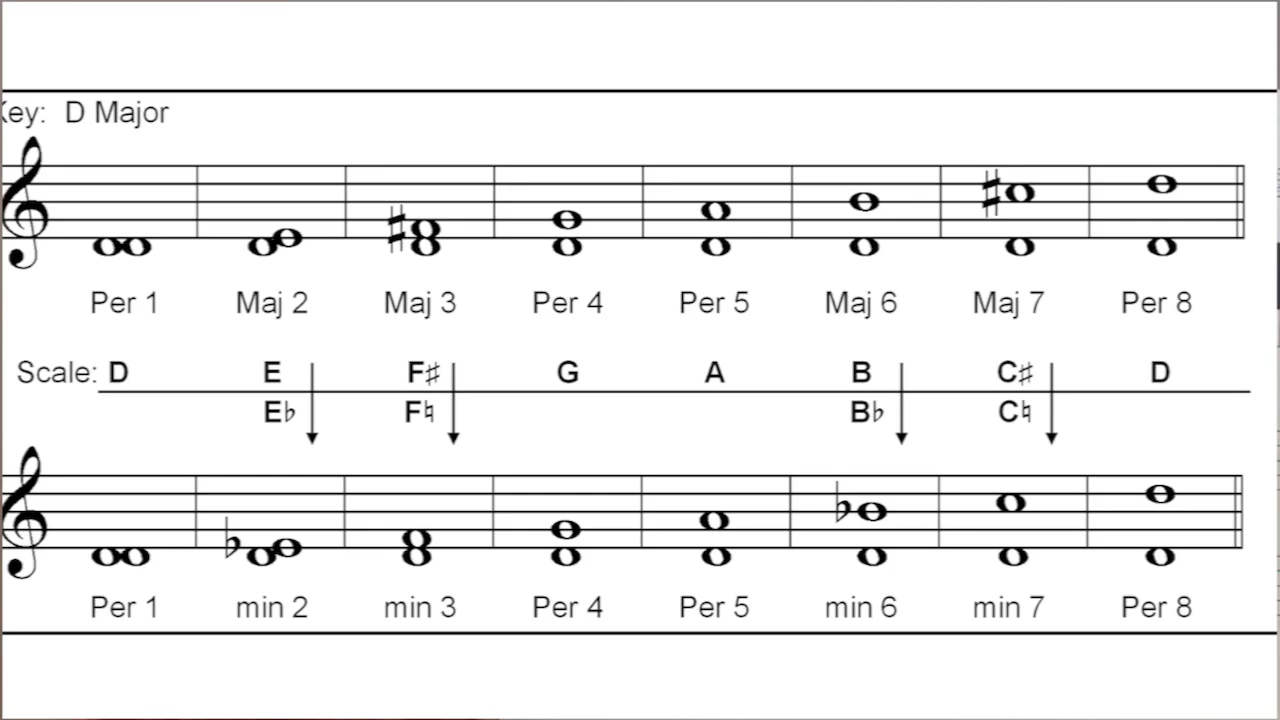 Key: D Major
Per 1 Maj 2 Maj 3 Per 4 Per 5 Maj 6 Maj 7 Per 8
Scale: D E F♯ G A B C♯ D
E♭ F♮ B♭ C♮
Per 1 min 2 min 3 Per 4 Per 5 min 6 min 7 Per 8